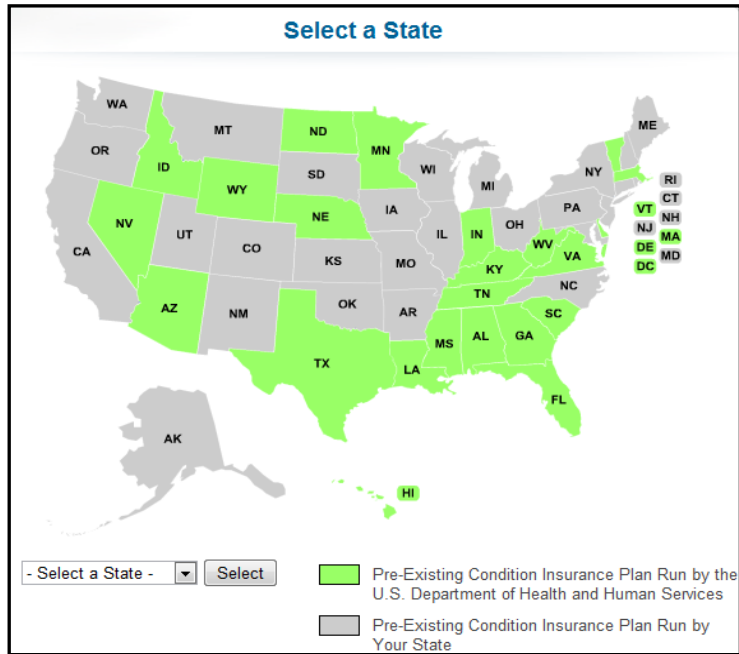 Select a State
WA
MT
ND
MN
ME
OR
ID
WY
SD
WI
MI
NY
NV
NE
IA
PA
RI
CT
VT
NH
NJ
MA
DE
MD
DC
CA
UT
CO
KS
MO
IL
IN
OH
WV
VA
KY
NC
TN
AZ
NM
OK
AR
SC
TX
LA
MS
AL
GA
FL
AK
HI
- Select a State -
Select
Pre-Existing Condition Insurance Plan Run by the
U.S. Department of Health and Human Services
Pre-Existing Condition Insurance Plan Run by
Your State